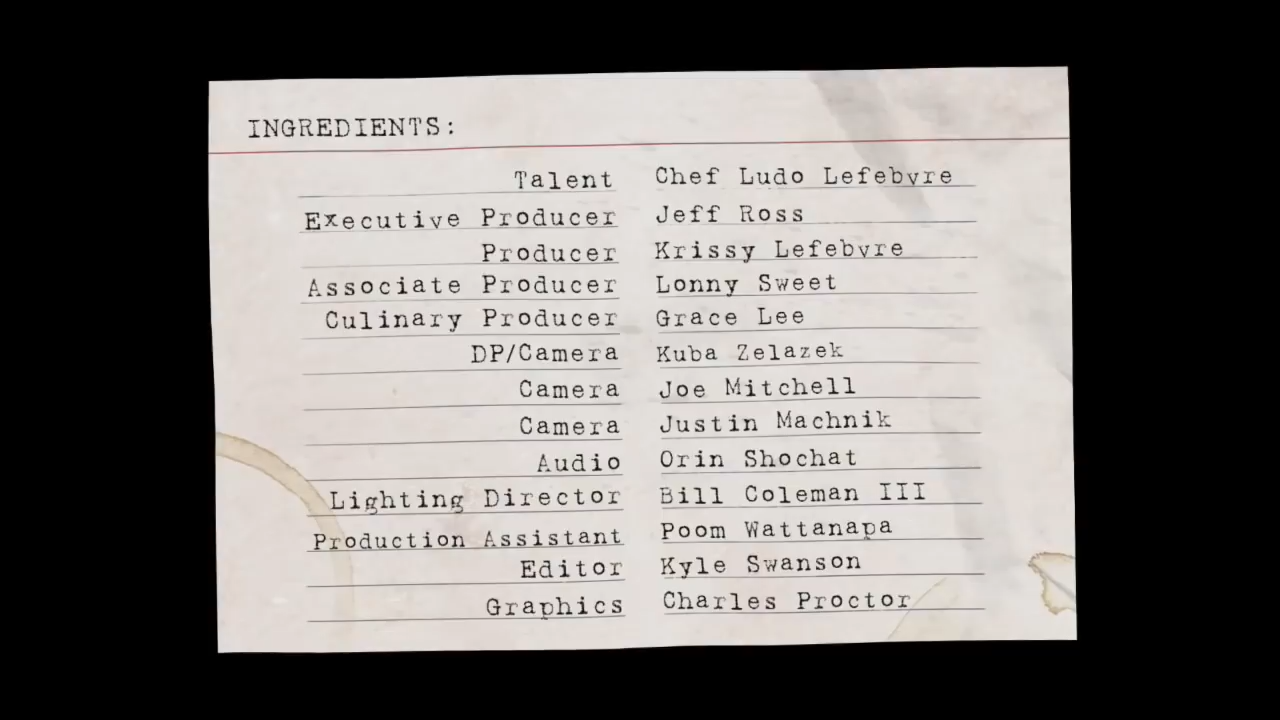 INGREDIENTS:
Talent Chef Ludo Lefebvre
Executive Producer Jeff Ross
Producer Krissy Lefebvre
Associate Producer Lonny Sweet
Culinary Producer Grace Lee
DP/Camera Kuba Zelazek
Camera Joe Mitchell
Camera Justin Machnik
Audio Orin Shochat
Lighting Director Bill Coleman III
Production Assistant Poom Wattanapa
Editor Kyle Swanson
Graphics Charles Proctor